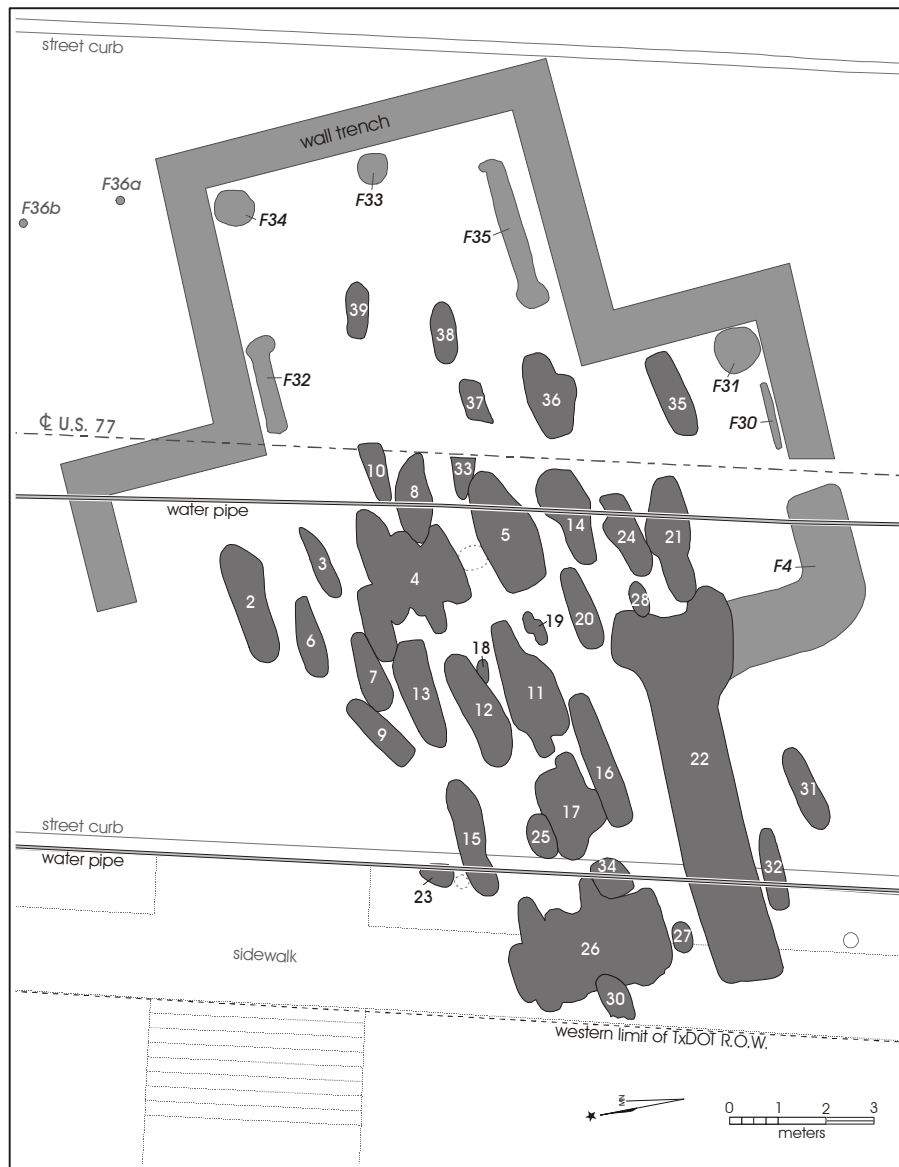 street curb
wall trench
F36a
F36b
F34
F33
F35
39
38
F32
37
36
35
F31
F30
℄ U.S. 77
10
8
33
water pipe
5
14
24
21
3
4
F4
2
28
19
20
6
18
7
13
12
11
9
16
22
31
17
15
25
street curb
water pipe
34
32
23
27
26
sidewalk
30
western limit of TxDOT R.O.W.
0 1 2 3
meters